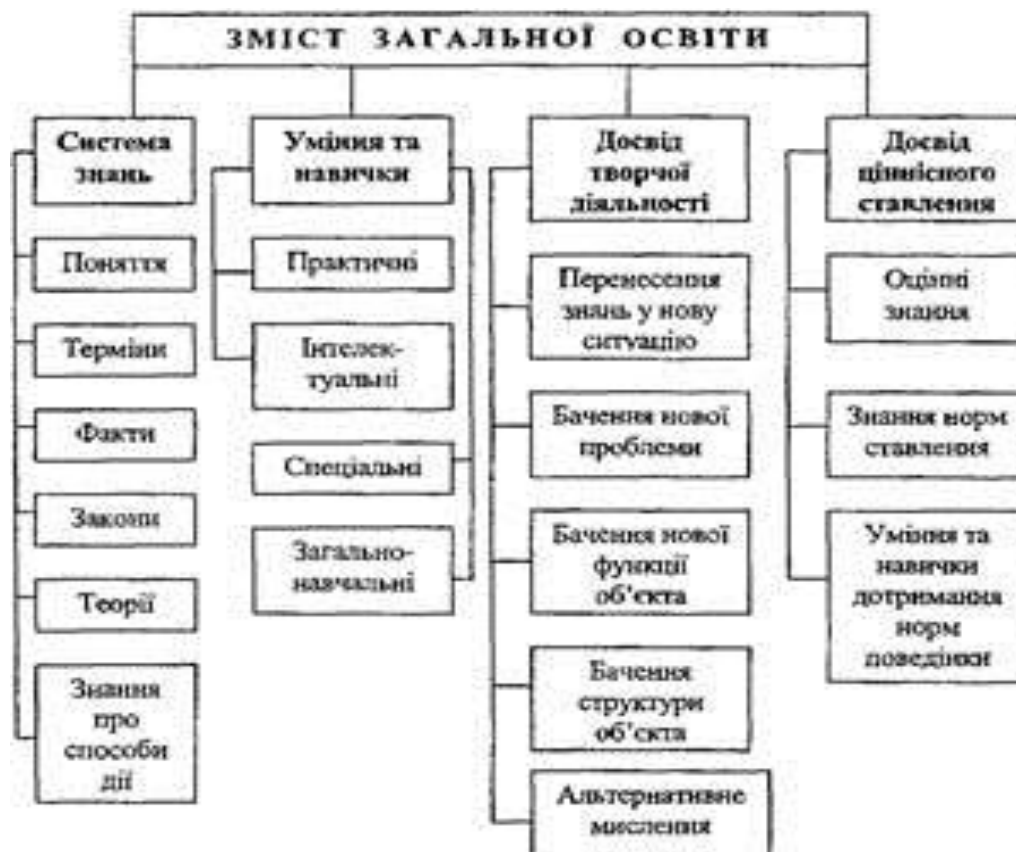 ЗМІСТ ЗАГАЛЬНОЇ ОСВІТИ
Система
знань
Поняття
Терміни
Факти
Закони
Теорії
Знання
про
способи
дії
Уміння та
навички
Практичні
Інтелек-
туальні
Спеціальні
Загально-
навчальні
Досвід
творчої
діяльності
Перенесення
знань у нову
ситуацію
Бачення нової
проблеми
Бачення нової
функції
об’єкта
Бачення
структури
об’єкта
Альтернативне
мислення
Досвід
ціннісного
ставлення
Оцінні
знання
Знання норм
ставлення
Уміння та
навички
дотримання
норм
поведінки